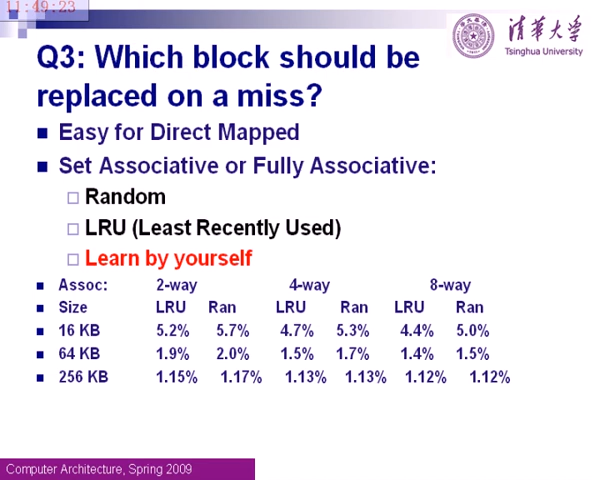 11:49:23
清華大学
Tsinghua University
Q3: Which block should be
replaced on a miss?
Easy for Direct Mapped
Set Associative or Fully Associative:
Random
LRU (Least Recently Used)
Learn by yourself
Assoc: 2-way 4-way 8-way
Size LRU Ran LRU Ran LRU Ran
16 KB 5.2% 5.7% 4.7% 5.3% 4.4% 5.0%
64 KB 1.9% 2.0% 1.5% 1.7% 1.4% 1.5%
256 KB 1.15% 1.17% 1.13% 1.13% 1.12% 1.12%
Computer Architecture, Spring 2009